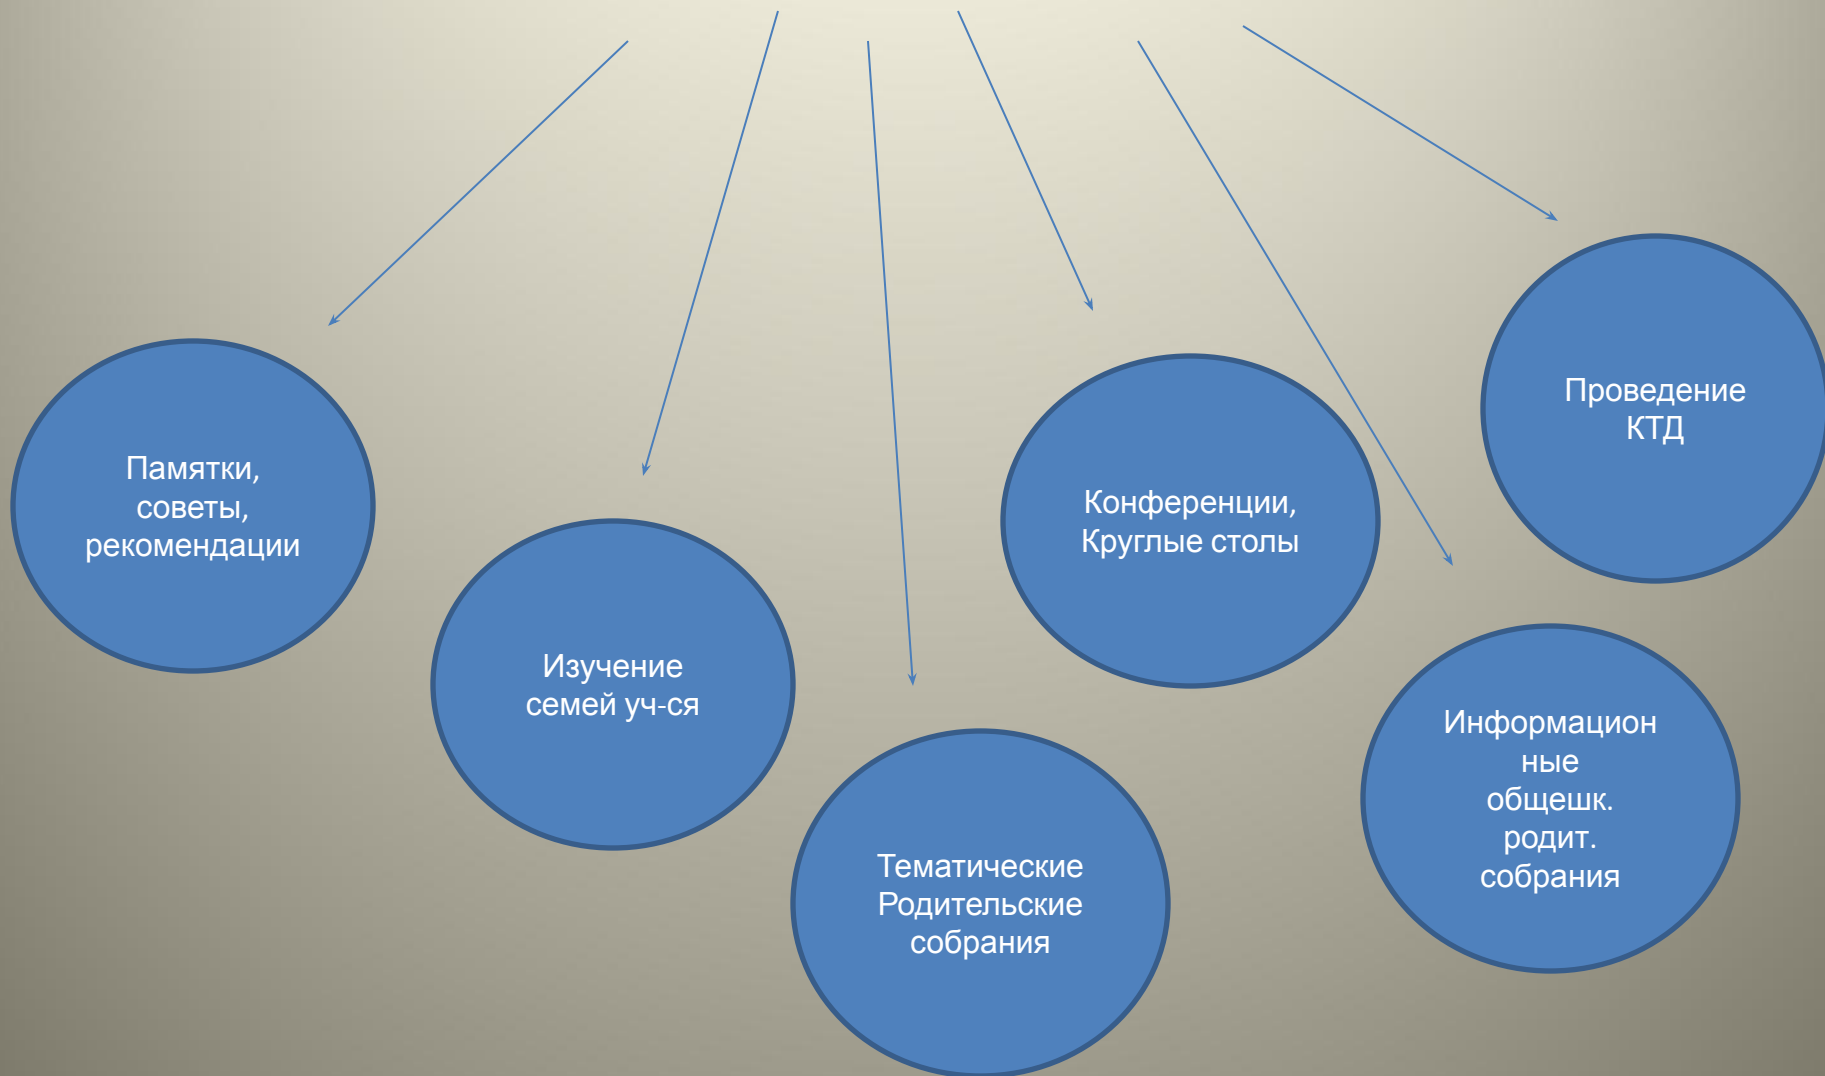 Памятки,
советы,
рекомендации
Изучение
семей уч-ся
Тематические
Родительские
собрания
Конференции,
Круглые столы
Информацион
ные
общешк.
родит.
собрания
Проведение
КТД